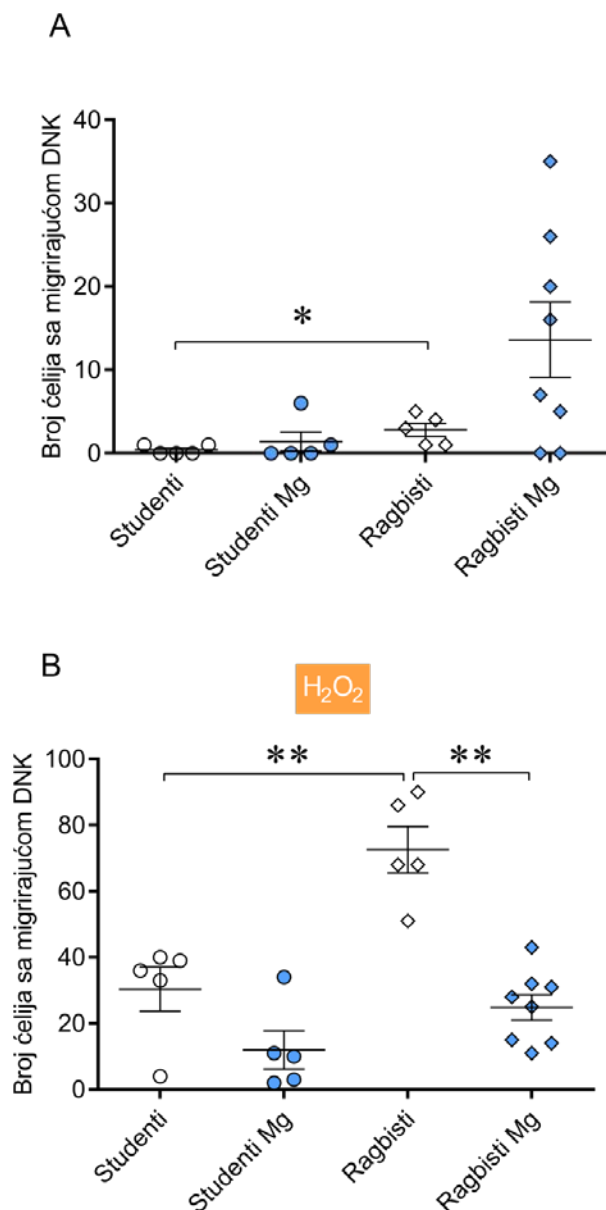 A
Broj ćelija sa migrirajućom DNK
40
30
20
10
0
*
Studenti
Studenti Mg
Ragbisti
Ragbisti Mg
B
H₂O₂
Broj ćelija sa migrirajućom DNK
100
80
60
40
20
0
**
**
Studenti
Studenti Mg
Ragbisti
Ragbisti Mg